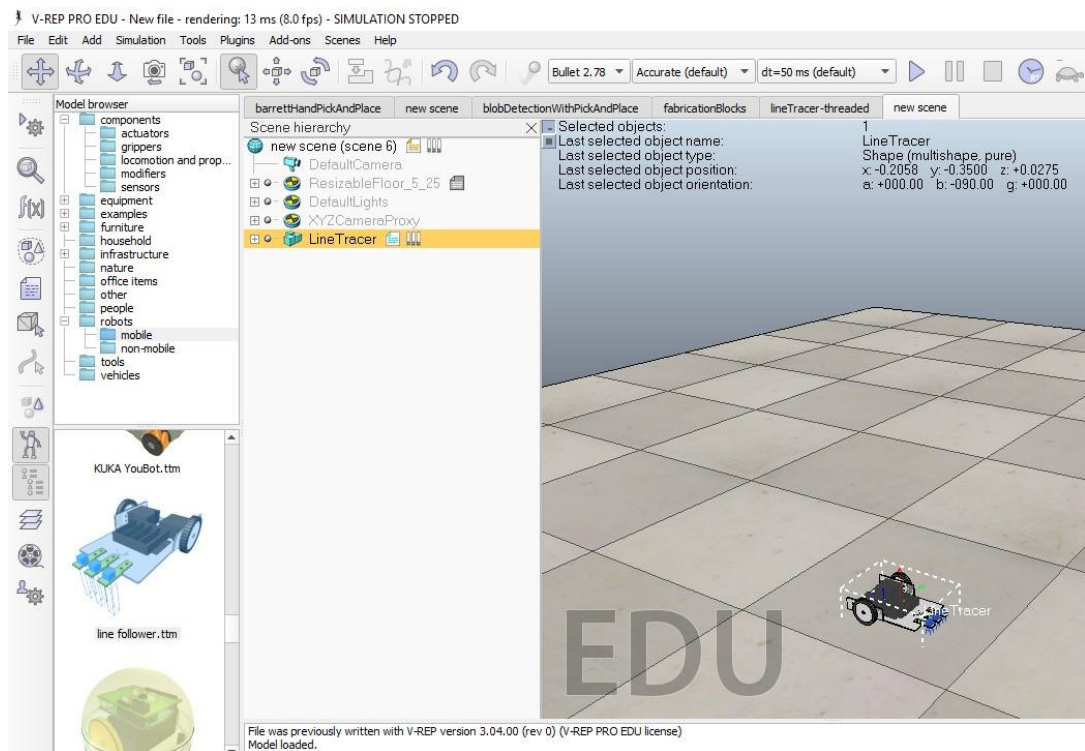 V-REP PRO EDU - New file - rendering: 13 ms (8.0 fps) - SIMULATION STOPPED
File Edit Add Simulation Tools Plugins Add-ons Scenes Help
Bullet 2.78 Accurate (default) dt=50 ms (default)
barrettHandPickAndPlace new scene blobDetectionWithPickAndPlace fabricationBlocks lineTracer-threaded new scene
Model browser
components
actuators
grippers
locomotion and prop...
modifiers
sensors
equipment
examples
furniture
household
infrastructure
nature
office items
other
people
robots
mobile
non-mobile
tools
vehicles
KUKA YouBot.ttm
line follower.ttm
Scene hierarchy
new scene (scene 6)
DefaultCamera
ResizableFloor_5_25
DefaultLights
XYZCameraProxy
LineTracer
Selected objects: 1
Last selected object name: LineTracer
Last selected object type: Shape (multishape, pure)
Last selected object position: x: -0.2058 y: -0.3500 z: +0.0275
Last selected object orientation: a: +000.00 b: -090.00 g: +000.00
LineTracer
EDU
f(x)
File was previously written with V-REP version 3.04.00 (rev 0) (V-REP PRO EDU license)
Model loaded.